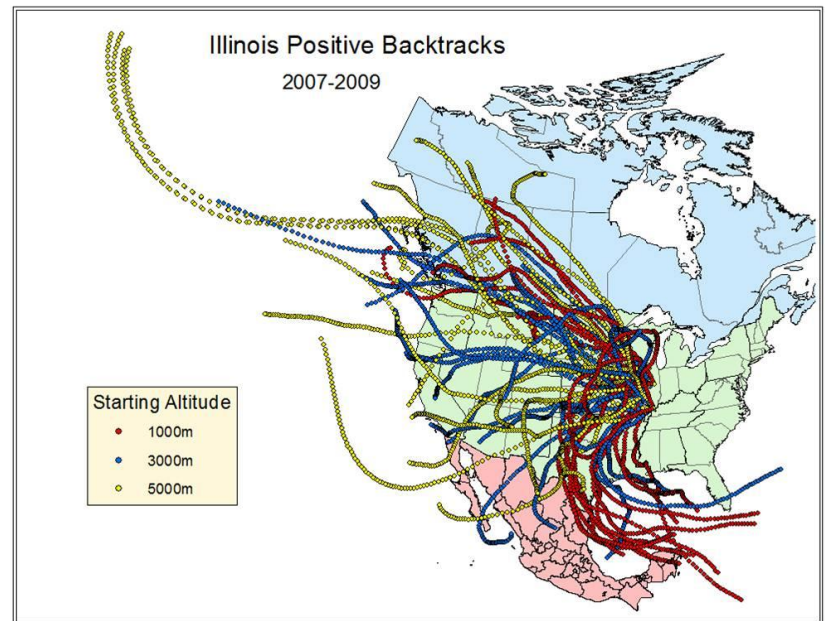 Illinois Positive Backtracks
2007-2009
Starting Altitude
1000m
3000m
5000m